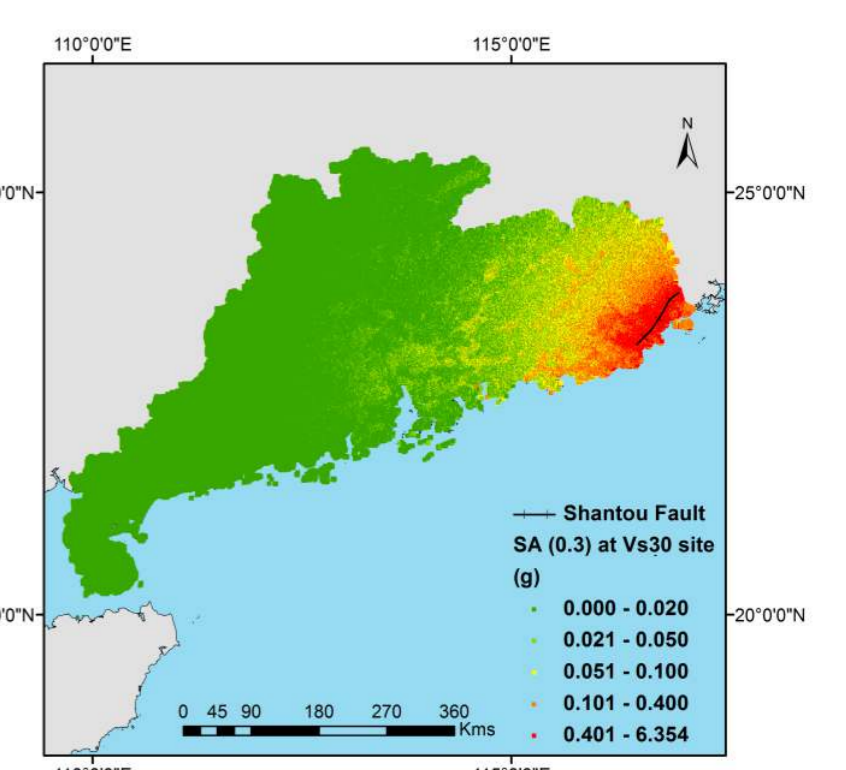 110°0'0"E 115°0'0"E
N
0'0"N 25°0'0"N
Shantou Fault
SA (0.3) at Vs30 site
(g)
0.000 - 0.020
0'0"N 20°0'0"N
0.021 - 0.050
0.051 - 0.100
0 45 90 180 270 360
0.101 - 0.400
Kms
0.401 - 6.354